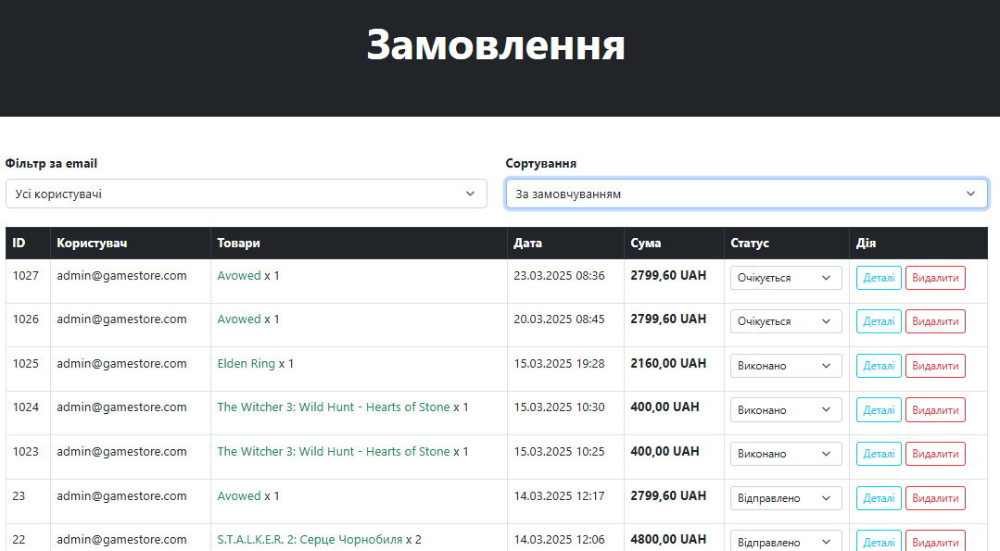 Замовлення
Фільтр за email Сортування
Усі користувачі За замовчуванням
ID Користувач Товари Дата Сума Статус Дія
1027 admin@gamestore.com Avowed x 1 23.03.2025 08:36 2799,60 UAH Очікується Деталі Видалити
1026 admin@gamestore.com Avowed x 1 20.03.2025 08:45 2799,60 UAH Очікується Деталі Видалити
1025 admin@gamestore.com Elden Ring x 1 15.03.2025 19:28 2160,00 UAH Виконано Деталі Видалити
1024 admin@gamestore.com The Witcher 3: Wild Hunt - Hearts of Stone x 1 15.03.2025 10:30 400,00 UAH Виконано Деталі Видалити
1023 admin@gamestore.com The Witcher 3: Wild Hunt - Hearts of Stone x 1 15.03.2025 10:25 400,00 UAH Виконано Деталі Видалити
23 admin@gamestore.com Avowed x 1 14.03.2025 12:17 2799,60 UAH Відправлено Деталі Видалити
22 admin@gamestore.com S.T.A.L.K.E.R. 2: Серце Чорнобиля x 2 14.03.2025 12:06 4800,00 UAH Відправлено Деталі Видалити